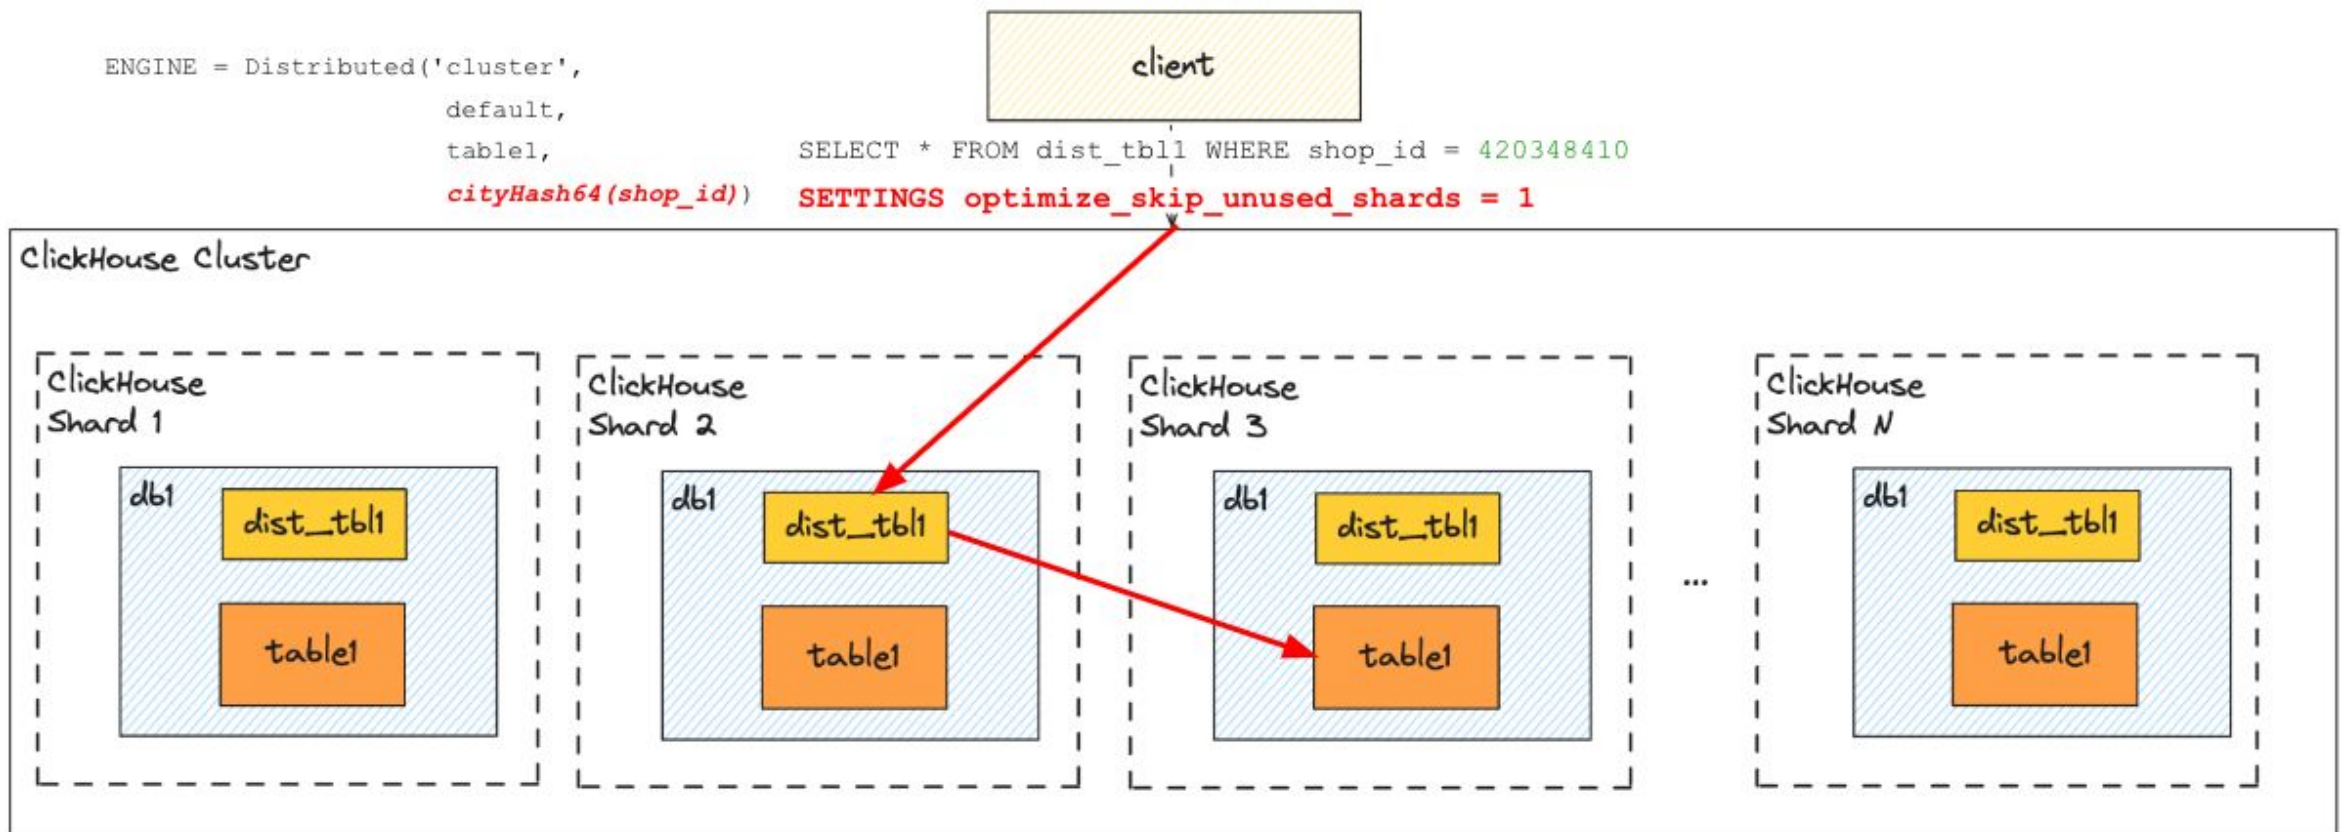 ENGINE = Distributed('cluster',
default,
table1,
cityHash64(shop_id))
client
SELECT * FROM dist_tbl1 WHERE shop_id = 420348410
SETTINGS optimize_skip_unused_shards = 1
ClickHouse Cluster
ClickHouse
Shard 1
db1
dist_tbl1
table1
ClickHouse
Shard 2
db1
dist_tbl1
table1
ClickHouse
Shard 3
db1
dist_tbl1
table1
...
ClickHouse
Shard N
db1
dist_tbl1
table1